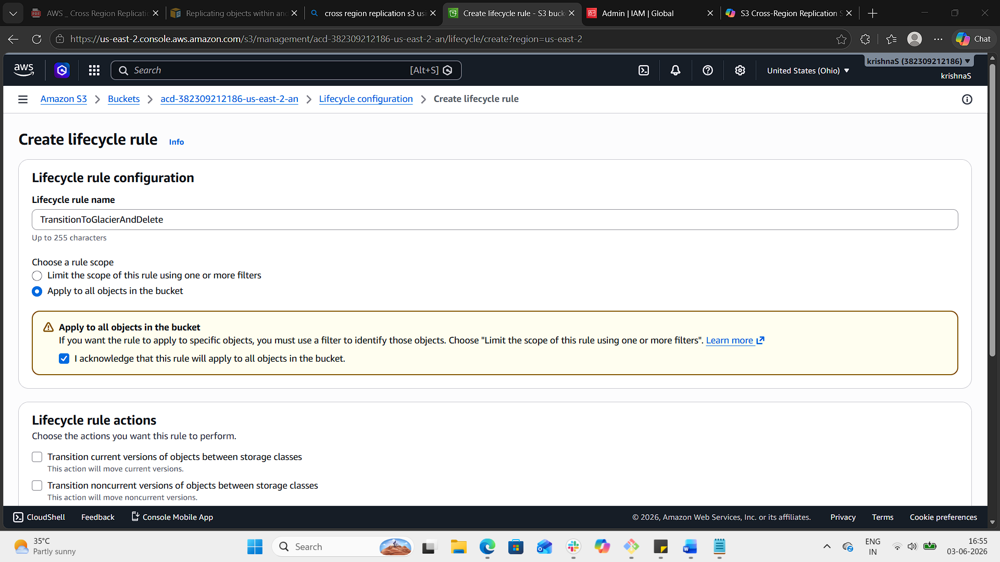 AWS _ Cross Region Replicati
Replicating objects within and
cross region replication s3 usi
Create lifecycle rule - S3 buck
Admin | IAM | Global
S3 Cross-Region Replication S
https://us-east-2.console.aws.amazon.com/s3/management/acd-382309212186-us-east-2-an/lifecycle/create?region=us-east-2
Chat
aws
Search
[Alt+S]
United States (Ohio)
krishnaS (382309212186)
krishnaS
Amazon S3
Buckets
acd-382309212186-us-east-2-an
Lifecycle configuration
Create lifecycle rule
Create lifecycle rule
Info
Lifecycle rule configuration
Lifecycle rule name
TransitionToGlacierAndDelete
Up to 255 characters
Choose a rule scope
Limit the scope of this rule using one or more filters
Apply to all objects in the bucket
Apply to all objects in the bucket
If you want the rule to apply to specific objects, you must use a filter to identify those objects. Choose "Limit the scope of this rule using one or more filters". Learn more
I acknowledge that this rule will apply to all objects in the bucket.
Lifecycle rule actions
Choose the actions you want this rule to perform.
Transition current versions of objects between storage classes
This action will move current versions.
Transition noncurrent versions of objects between storage classes
This action will move noncurrent versions.
CloudShell
Feedback
Console Mobile App
© 2026, Amazon Web Services, Inc. or its affiliates.
Privacy
Terms
Cookie preferences
35°C
Partly sunny
Search
ENG
IN
16:55
03-06-2026